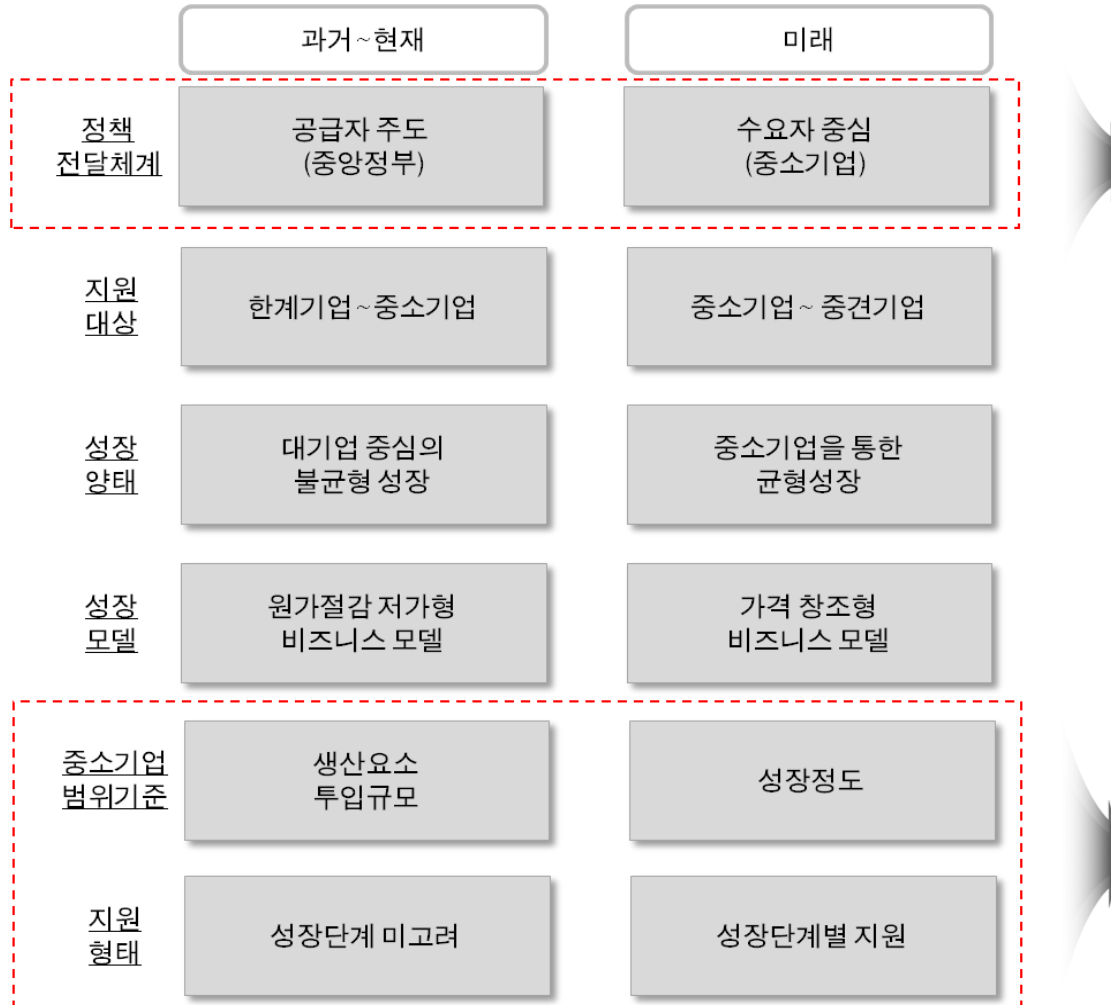 과거~현재
미래
정책
전달체계
공급자 주도
(중앙정부)
수요자 중심
(중소기업)
지원
대상
한계기업~중소기업
중소기업~ 중견기업
성장
양태
대기업 중심의
불균형 성장
중소기업을 통한
균형성장
성장
모델
원가절감 저가형
비즈니스 모델
가격 창조형
비즈니스 모델
중소기업
범위기준
생산요소
투입규모
성장정도
지원
형태
성장단계 미고려
성장단계별 지원